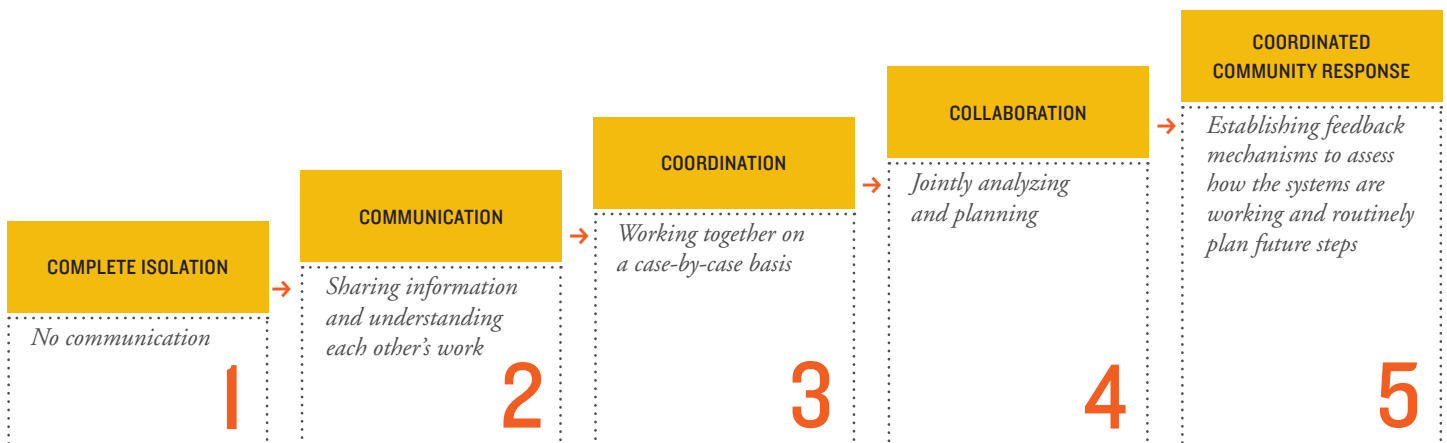 COMPLETE ISOLATION
No communication
1
COMMUNICATION
Sharing information
and understanding
each other's work
2
COORDINATION
Working together on
a case-by-case basis
3
COLLABORATION
Jointly analyzing
and planning
4
COORDINATED
COMMUNITY RESPONSE
Establishing feedback
mechanisms to assess
how the systems are
working and routinely
plan future steps
5